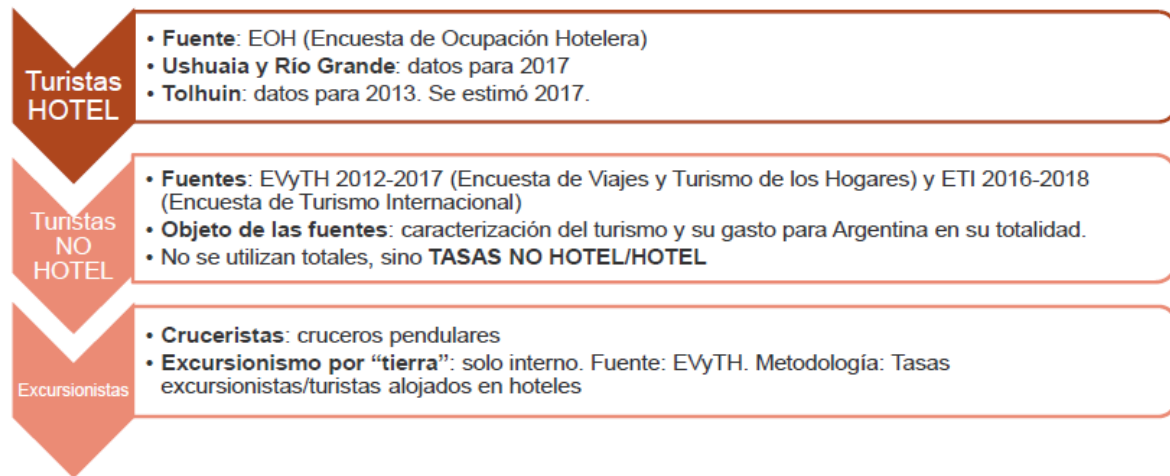 Turistas
HOTEL
• Fuente: EOH (Encuesta de Ocupación Hotelera)
• Ushuaia y Río Grande: datos para 2017
• Tolhuin: datos para 2013. Se estimó 2017.
Turistas
NO
HOTEL
• Fuentes: EVyTH 2012-2017 (Encuesta de Viajes y Turismo de los Hogares) y ETI 2016-2018
(Encuesta de Turismo Internacional)
• Objeto de las fuentes: caracterización del turismo y su gasto para Argentina en su totalidad.
• No se utilizan totales, sino TASAS NO HOTEL/HOTEL
Excursionistas
• Cruceristas: cruceros pendulares
• Excursionismo por “tierra”: solo interno. Fuente: EVyTH. Metodología: Tasas
excursionistas/turistas alojados en hoteles